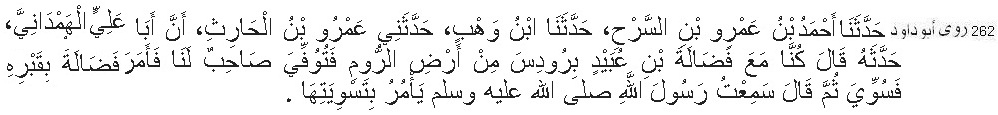 262 روى أبو داود حَدَّثَنَا أَحْمَدُ بْنُ عَمْرِو بْنِ السَّرْحِ، حَدَّثَنَا ابْنُ وَهْبٍ، حَدَّثَنِي عَمْرُو بْنُ الْحَارِثِ، أَنَّ أَبَا عَلِيٍّ الْهَمْدَانِيَّ،
حَدَّثَهُ قَالَ كُنَّا مَعَ فَضَالَةَ بْنِ عُبَيْدٍ بِرُودِسَ مِنْ أَرْضِ الرُّومِ فَتُوُفِّيَ صَاحِبٌ لَنَا فَأَمَرَ فَضَالَةُ بِقَبْرِهِ
فَسُوِّيَ ثُمَّ قَالَ سَمِعْتُ رَسُولَ اللَّهِ صلى الله عليه وسلم يَأْمُرُ بِتَسْوِيَتِهَا .